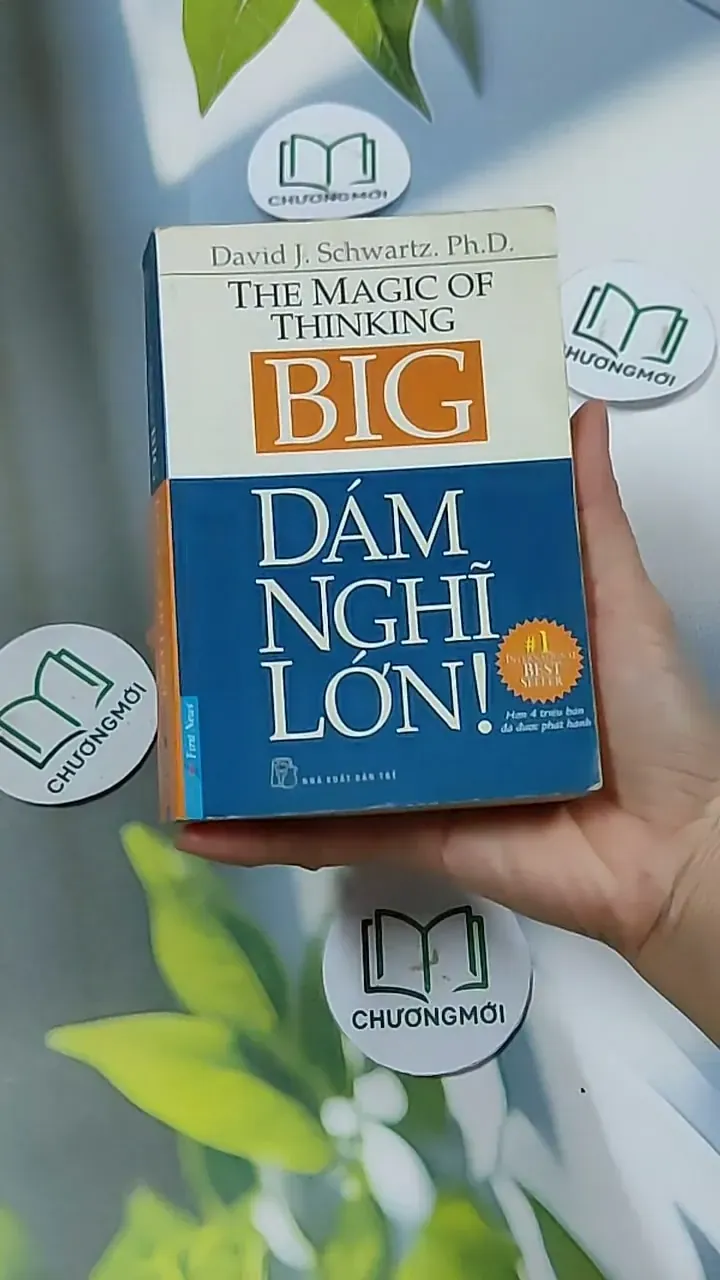 CHƯƠNGMỚI
David J. Schwartz. Ph.D.
THE MAGIC OF
THINKING
BIG
CHƯƠNGMỚI
DÁM
NGHĨ
LỚN!
#1
INTERNATIONAL
BEST
SELLER
Hơn 4 triệu bản
đã được phát hành
First News
NHÀ XUẤT BẢN TRẺ
CHƯƠNGMỚI
CHƯƠNGMỚI